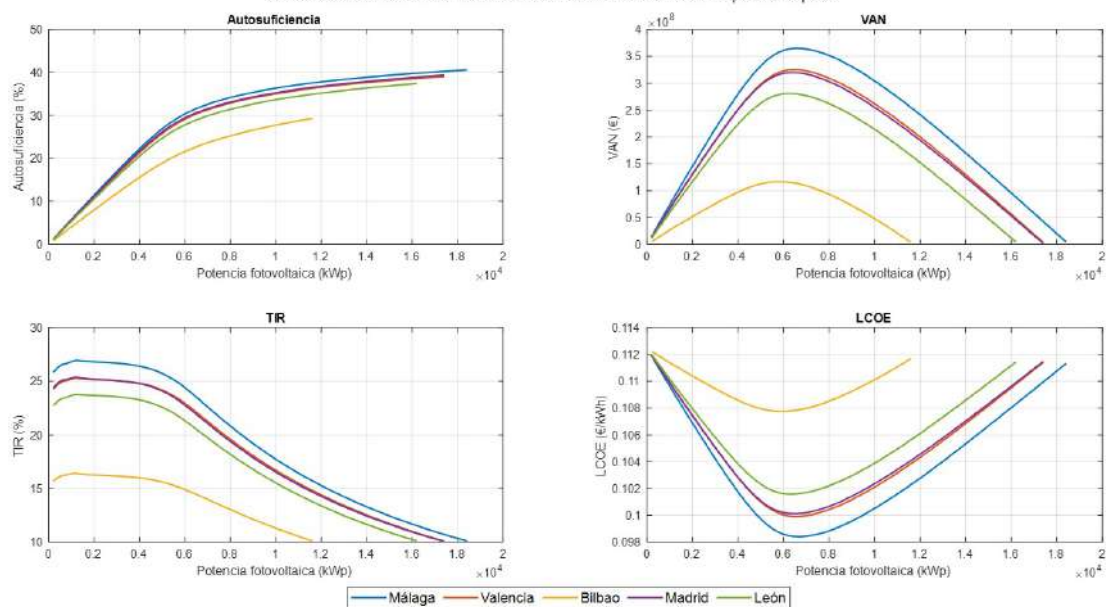 Autosuficiencia
50
40
30
20
10
0
Autosuficiencia (%)
0 0.2 0.4 0.6 0.8 1 1.2 1.4 1.6 1.8 2
Potencia fotovoltaica (kWp)
×10⁴
VAN
×10⁸
4
3.5
3
2.5
2
1.5
1
0.5
0
VAN (€)
0 0.2 0.4 0.6 0.8 1 1.2 1.4 1.6 1.8 2
Potencia fotovoltaica (kWp)
×10⁴
TIR
30
25
20
15
10
TIR (%)
0 0.2 0.4 0.6 0.8 1 1.2 1.4 1.6 1.8 2
Potencia fotovoltaica (kWp)
×10⁴
LCOE
0.114
0.112
0.11
0.108
0.106
0.104
0.102
0.1
0.098
LCOE (€/kWh)
0 0.2 0.4 0.6 0.8 1 1.2 1.4 1.6 1.8 2
Potencia fotovoltaica (kWp)
×10⁴
Málaga Valencia Bilbao Madrid León